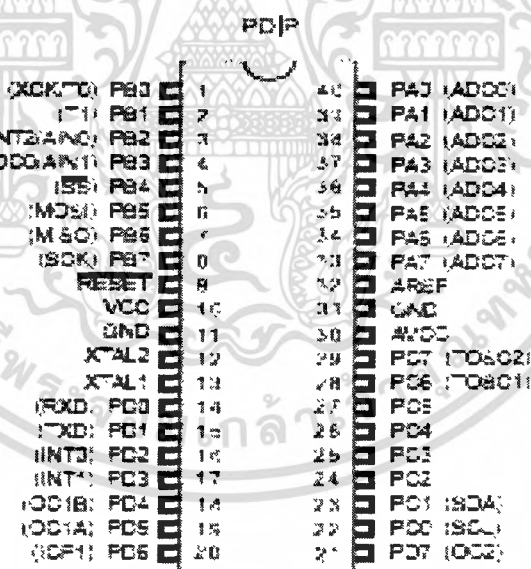 PDIP
(XCK/T0) PB0 1 40 PA0 (ADC0)
(T1) PB1 2 39 PA1 (ADC1)
INT2/AIN0) PB2 3 38 PA2 (ADC2)
OC0/AIN1) PB3 4 37 PA3 (ADC3)
(SS) PB4 5 36 PA4 (ADC4)
(MOSI) PB5 6 35 PA5 (ADC5)
(MISO) PB6 7 34 PA6 (ADC6)
(SCK) PB7 8 33 PA7 (ADC7)
RESET 9 32 AREF
VCC 10 31 GND
GND 11 30 AVCC
XTAL2 12 29 PC7 (TOSC2)
XTAL1 13 28 PC6 (TOSC1)
(RXD) PD0 14 27 PC5
(TXD) PD1 15 26 PC4
(INT0) PD2 16 25 PC3
(INT1) PD3 17 24 PC2
(OC1B) PD4 18 23 PC1 (SDA)
(OC1A) PD5 19 22 PC0 (SCL)
(ICP1) PD6 20 21 PD7 (OC2)